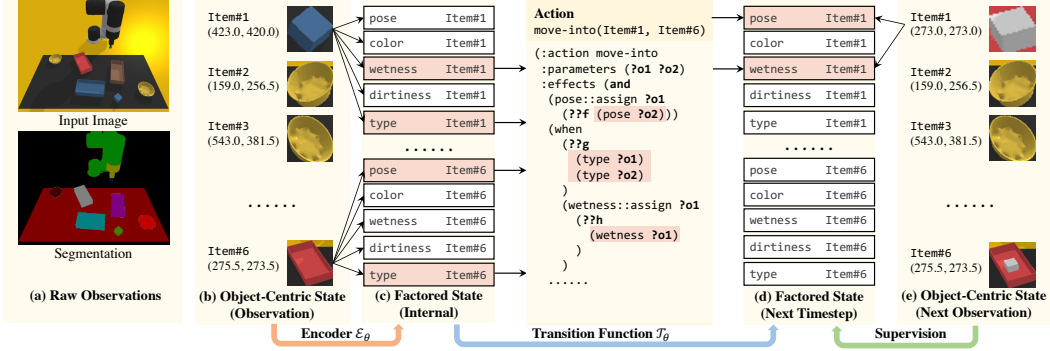 Input Image
Segmentation
(a) Raw Observations
Item#1
(423.0, 420.0)
Item#2
(159.0, 256.5)
Item#3
(543.0, 381.5)
......
Item#6
(275.5, 273.5)
(b) Object-Centric State
(Observation)
pose Item#1
color Item#1
wetness Item#1
dirtiness Item#1
type Item#1
......
pose Item#6
color Item#6
wetness Item#6
dirtiness Item#6
type Item#6
(c) Factored State
(Internal)
Action
move-into(Item#1, Item#6)
(:action move-into
:parameters (?o1 ?o2)
:effects (and
(pose::assign ?o1
(??f (pose ?o2)))
(when
(??g
(type ?o1)
(type ?o2)
)
(wetness::assign ?o1
(??h
(wetness ?o1)
)
)
......
pose Item#1
color Item#1
wetness Item#1
dirtiness Item#1
type Item#1
......
pose Item#6
color Item#6
wetness Item#6
dirtiness Item#6
type Item#6
(d) Factored State
(Next Timestep)
Item#1
(273.0, 273.0)
Item#2
(159.0, 256.5)
Item#3
(543.0, 381.5)
......
Item#6
(275.5, 273.5)
(e) Object-Centric State
(Next Observation)
Encoder ℰθ
Transition Function 𝒯θ
Supervision